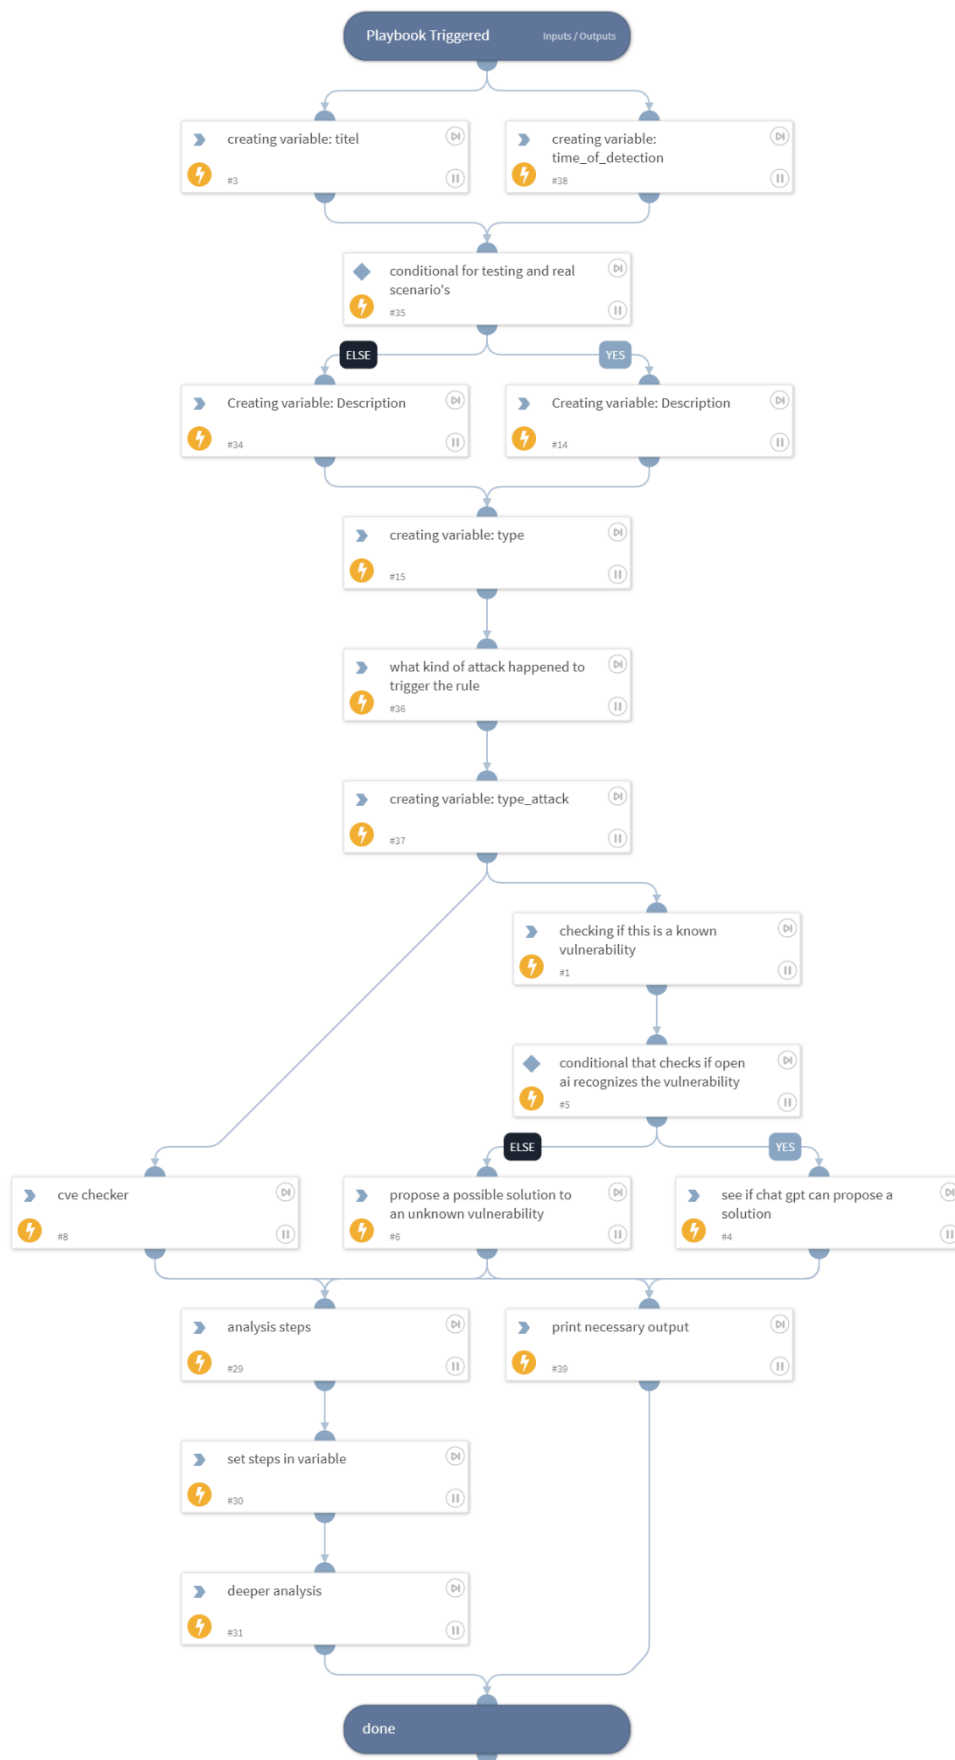 Playbook Triggered
Inputs / Outputs
creating variable: titel
#3
creating variable:
time_of_detection
#38
conditional for testing and real
scenario's
#35
ELSE
YES
Creating variable: Description
#34
Creating variable: Description
#14
creating variable: type
#15
what kind of attack happened to
trigger the rule
#36
creating variable: type_attack
#37
checking if this is a known
vulnerability
#1
conditional that checks if open
ai recognizes the vulnerability
#5
ELSE
YES
cve checker
#8
propose a possible solution to
an unknown vulnerability
#6
see if chat gpt can propose a
solution
#4
analysis steps
#29
print necessary output
#39
set steps in variable
#30
deeper analysis
#31
done